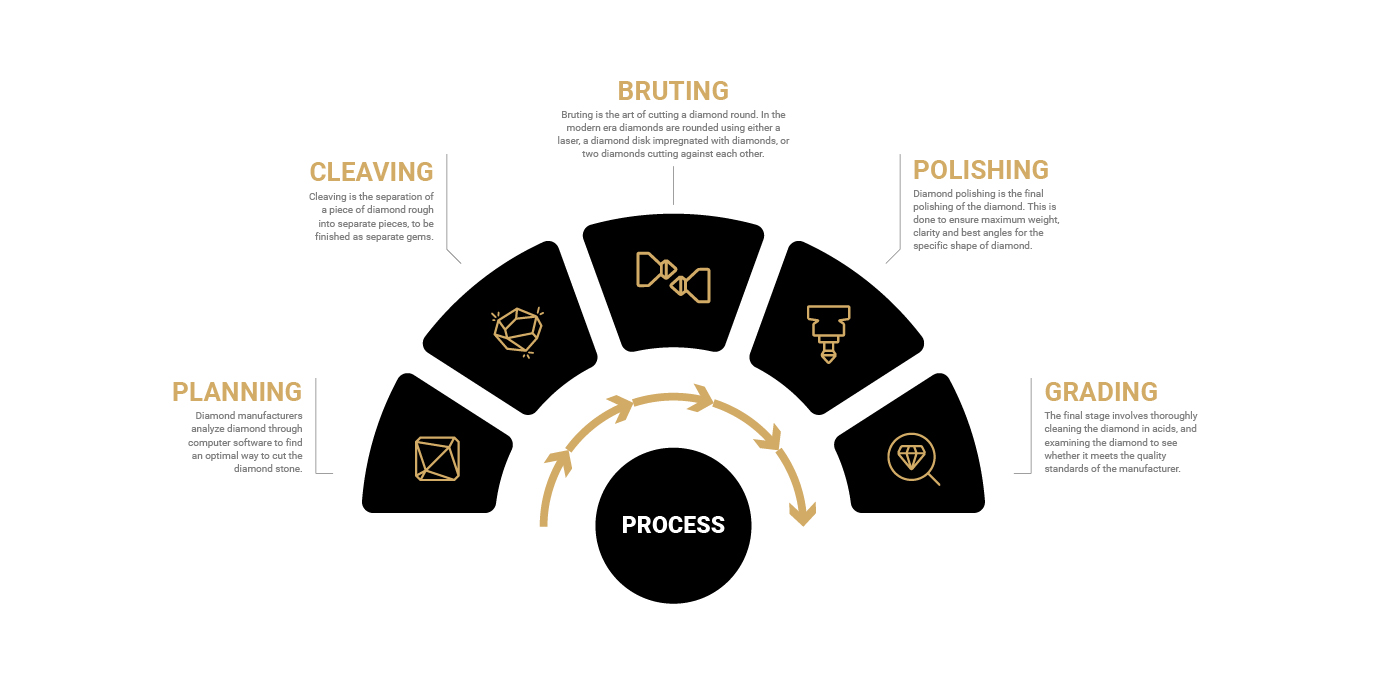 BRUTING
Bruting is the art of cutting a diamond round. In the
modern era diamonds are rounded using either a
laser, a diamond disk impregnated with diamonds, or
two diamonds cutting against each other.
CLEAVING
Cleaving is the separation of
a piece of diamond rough
into separate pieces, to be
finished as separate gems.
POLISHING
Diamond polishing is the final
polishing of the diamond. This is
done to ensure maximum weight,
clarity and best angles for the
specific shape of diamond.
PLANNING
Diamond manufacturers
analyze diamond through
computer software to find
an optimal way to cut the
diamond stone.
GRADING
The final stage involves thoroughly
cleaning the diamond in acids, and
examining the diamond to see
whether it meets the quality
standards of the manufacturer.
PROCESS